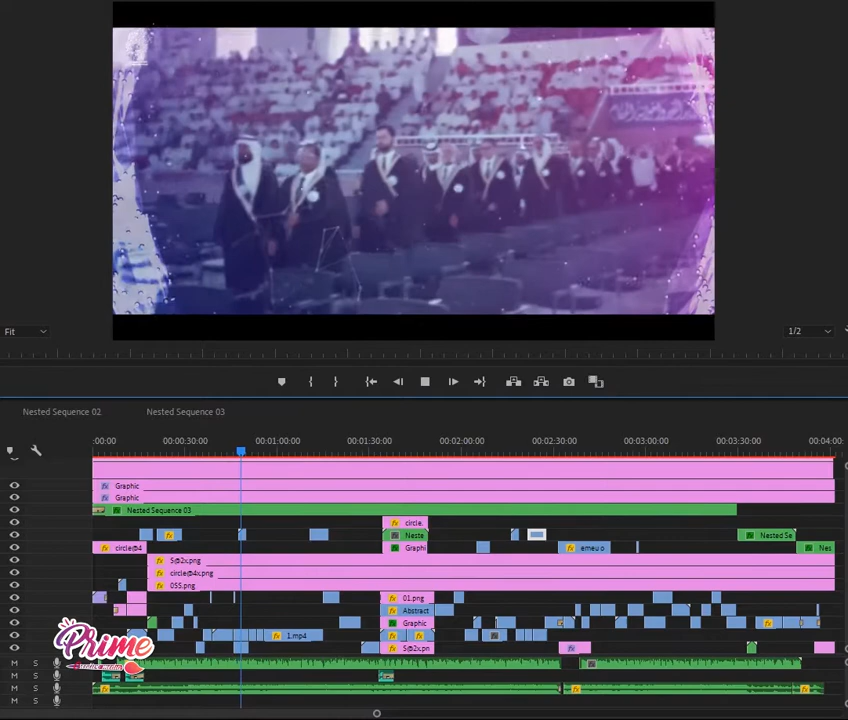 Fit
1/2
Nested Sequence 02
Nested Sequence 03
:00:00
00:00:30:00
00:01:00:00
00:01:30:00
00:02:00:00
00:02:30:00
00:03:00:00
00:03:30:00
00:04:00
Graphic
Graphic
Nested Sequence 03
circle.
Neste
Nested Se
circle@4
Graphi
emeu o
Nes
S@2x.png
circle@4x.png
055.png
01.png
Abstract
Graphic
1.mp4
S@2x.pn
Prime
M S
M S
M S
M S